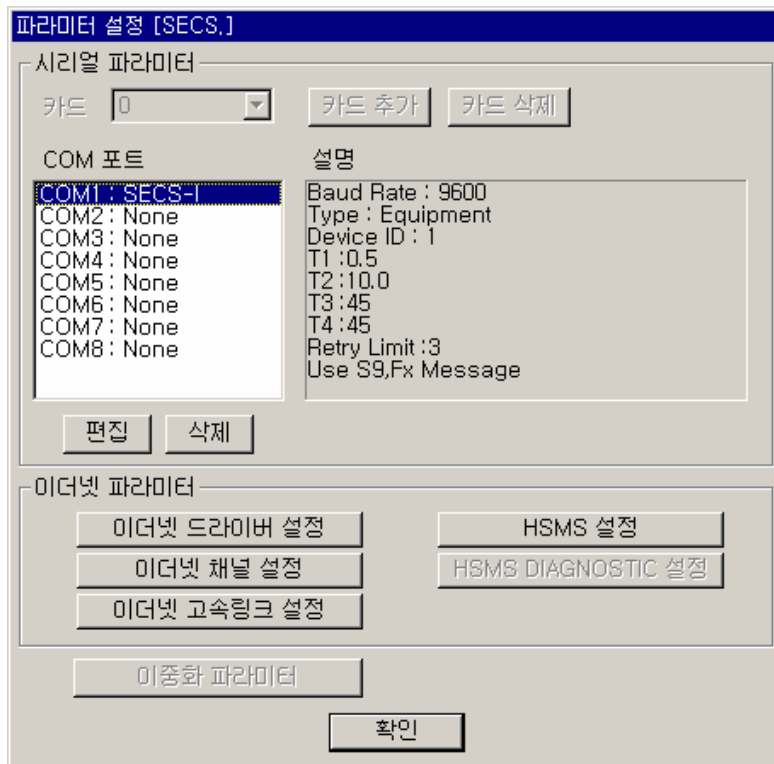 파라미터 설정 [SECS.]
시리얼 파라미터
카드 0 카드 추가 카드 삭제
COM 포트
COM1 : SECS-I
COM2 : None
COM3 : None
COM4 : None
COM5 : None
COM6 : None
COM7 : None
COM8 : None
설명
Baud Rate : 9600
Type : Equipment
Device ID : 1
T1 :0.5
T2 :10.0
T3 :45
T4 :45
Retry Limit :3
Use S9,Fx Message
편집 삭제
이더넷 파라미터
이더넷 드라이버 설정 HSMS 설정
이더넷 채널 설정 HSMS DIAGNOSTIC 설정
이더넷 고속링크 설정
이중화 파라미터
확인